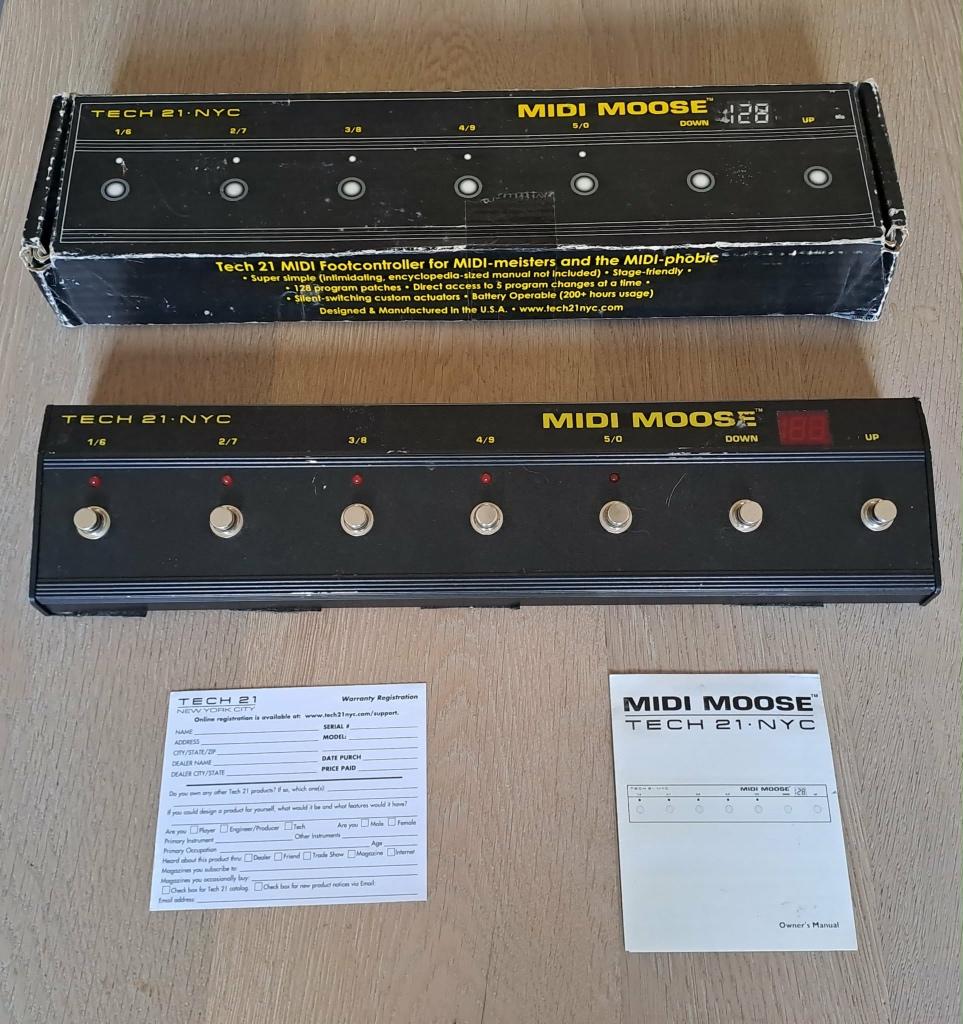 TECH 21·NYC
MIDI MOOSE™
1/6 2/7 3/8 4/9 5/0 DOWN 128 UP
Tech 21 MIDI Footcontroller for MIDI-meisters and the MIDI-phobic
• Super simple (intimidating, encyclopedia-sized manual not included) • Stage-friendly •
• 128 program patches • Direct access to 5 program changes at a time •
• Silent-switching custom actuators • Battery Operable (200+ hours usage)
Designed & Manufactured in the U.S.A. • www.tech21nyc.com
TECH 21·NYC
MIDI MOOSE™
1/6 2/7 3/8 4/9 5/0 DOWN UP
TECH 21
NEW YORK CITY
Warranty Registration
Online registration is available at: www.tech21nyc.com/support.
NAME SERIAL #
ADDRESS MODEL:
CITY/STATE/ZIP
DEALER NAME DATE PURCH
DEALER CITY/STATE PRICE PAID
Do you own any other Tech 21 products? If so, which one(s)
If you could design a product for yourself, what would it be and what features would it have?
Are you Player Engineer/Producer Tech Are you Male Female
Primary Instrument Other Instruments
Primary Occupation Age
Heard about this product thru: Dealer Friend Trade Show Magazine Internet
Magazines you subscribe to:
Magazines you occasionally buy:
Check box for Tech 21 catalog. Check box for new product notices via Email:
Email address:
MIDI MOOSE™
TECH 21·NYC
TECH 21·NYC MIDI MOOSE 128
Owner's Manual